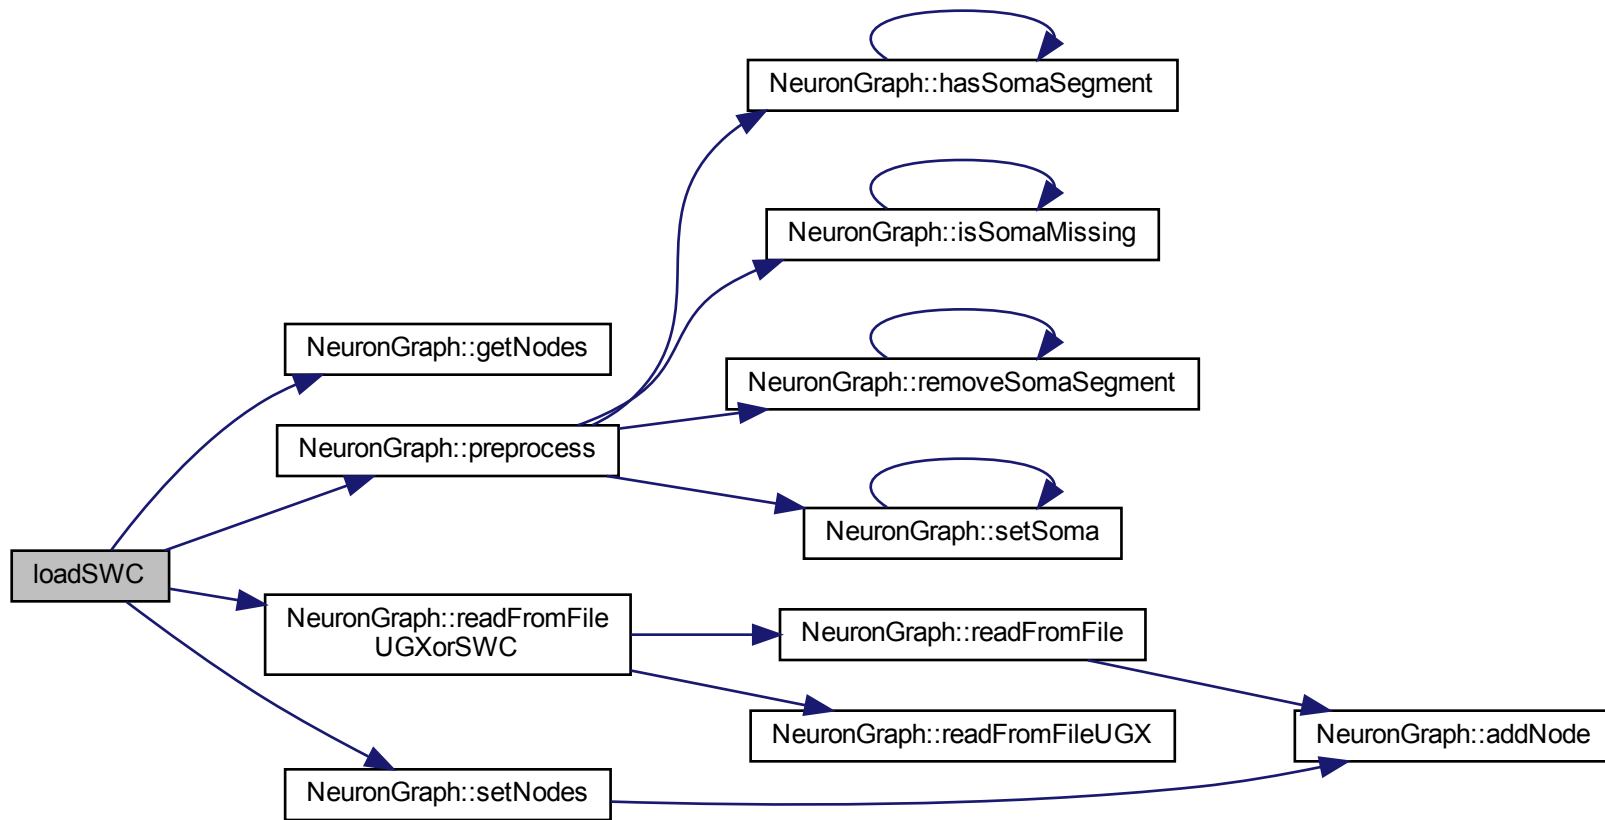 NeuronGraph::hasSomaSegment
NeuronGraph::isSomaMissing
NeuronGraph::getNodes
NeuronGraph::removeSomaSegment
NeuronGraph::preprocess
NeuronGraph::setSoma
loadSWC
NeuronGraph::readFromFile
UGXorSWC
NeuronGraph::readFromFile
NeuronGraph::readFromFileUGX
NeuronGraph::addNode
NeuronGraph::setNodes